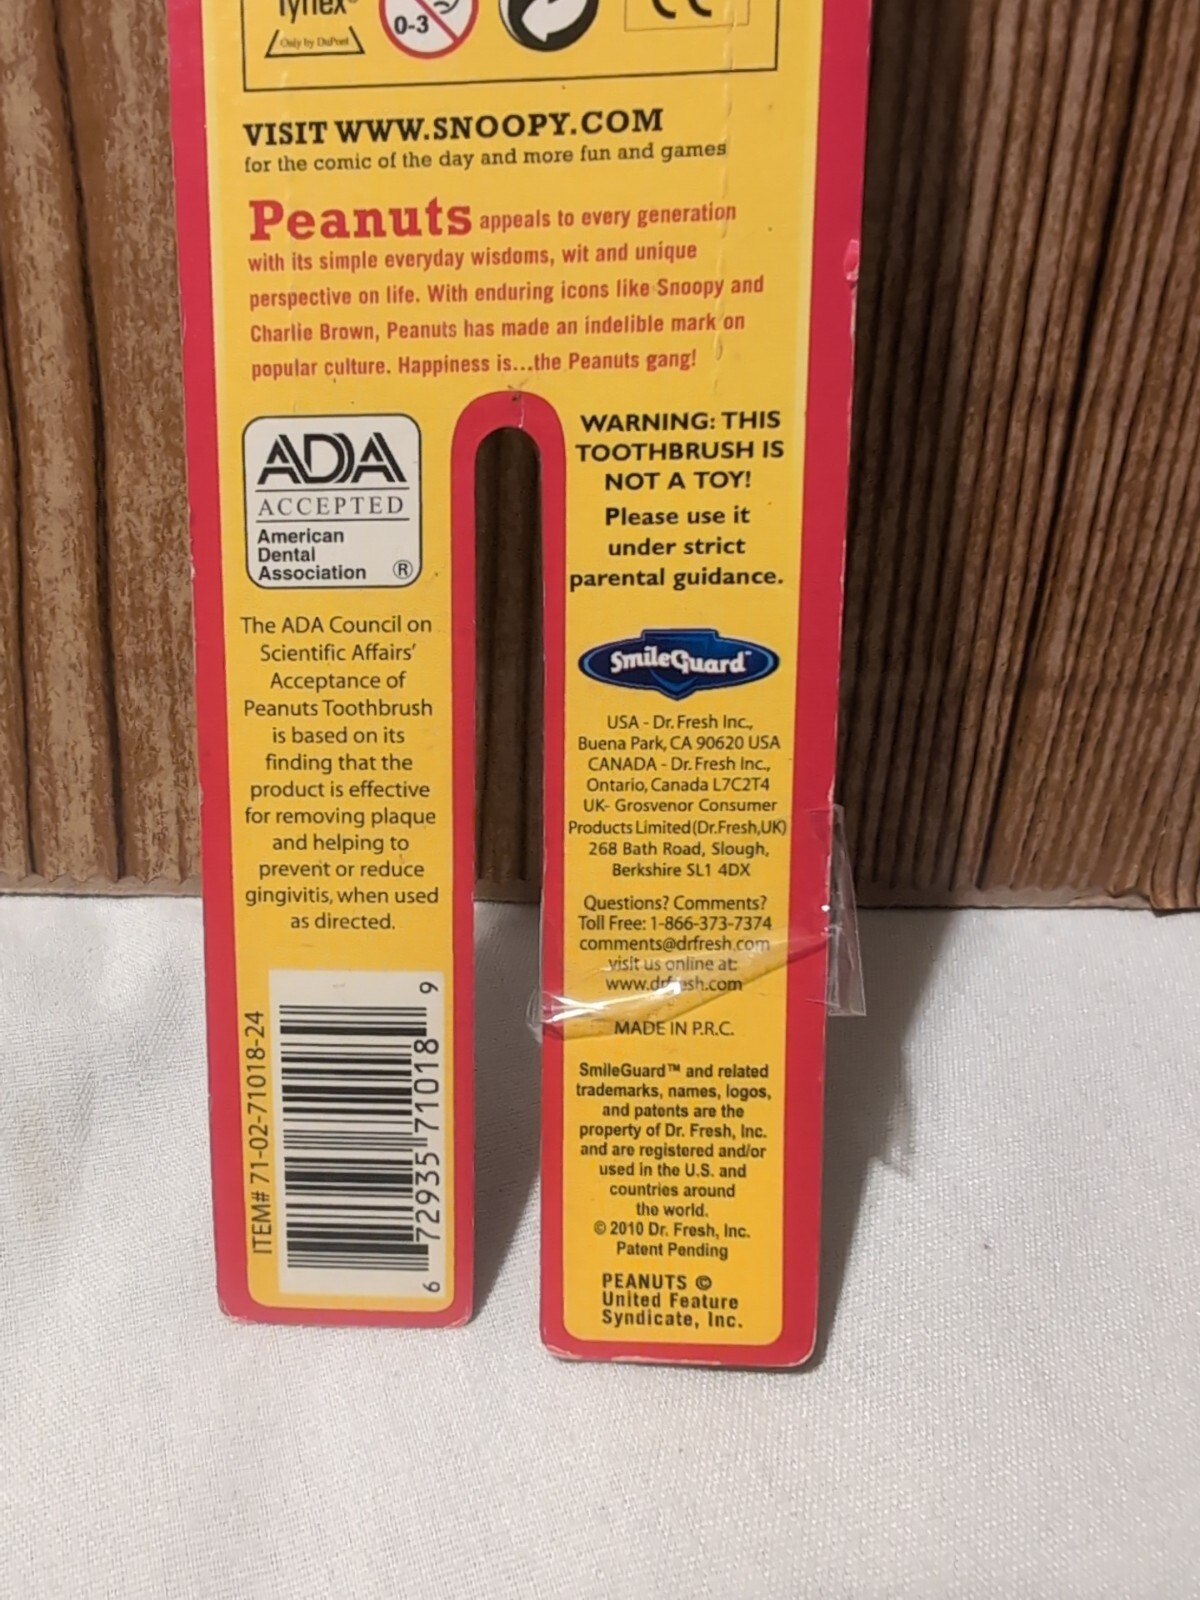 Tynex®
Only by DuPont
0-3
CE
VISIT WWW.SNOOPY.COM
for the comic of the day and more fun and games
Peanuts appeals to every generation
with its simple everyday wisdoms, wit and unique
perspective on life. With enduring icons like Snoopy and
Charlie Brown, Peanuts has made an indelible mark on
popular culture. Happiness is...the Peanuts gang!
ADA
ACCEPTED
American
Dental
Association ®
The ADA Council on
Scientific Affairs'
Acceptance of
Peanuts Toothbrush
is based on its
finding that the
product is effective
for removing plaque
and helping to
prevent or reduce
gingivitis, when used
as directed.
ITEM# 71-02-71018-24
6 72935 71018 9
WARNING: THIS
TOOTHBRUSH IS
NOT A TOY!
Please use it
under strict
parental guidance.
SmileGuard™
USA - Dr. Fresh Inc.,
Buena Park, CA 90620 USA
CANADA - Dr. Fresh Inc.,
Ontario, Canada L7C2T4
UK- Grosvenor Consumer
Products Limited(Dr.Fresh,UK)
268 Bath Road, Slough,
Berkshire SL1 4DX
Questions? Comments?
Toll Free: 1-866-373-7374
comments@drfresh.com
visit us online at:
www.drfresh.com
MADE IN P.R.C.
SmileGuard™ and related
trademarks, names, logos,
and patents are the
property of Dr. Fresh, Inc.
and are registered and/or
used in the U.S. and
countries around
the world.
© 2010 Dr. Fresh, Inc.
Patent Pending
PEANUTS ©
United Feature
Syndicate, Inc.